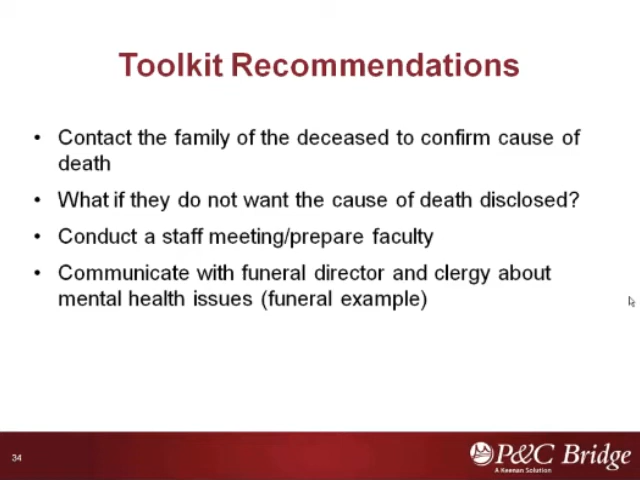 Toolkit Recommendations
• Contact the family of the deceased to confirm cause of
death
• What if they do not want the cause of death disclosed?
• Conduct a staff meeting/prepare faculty
• Communicate with funeral director and clergy about
mental health issues (funeral example)
34
P&C Bridge
A Keenan Solution